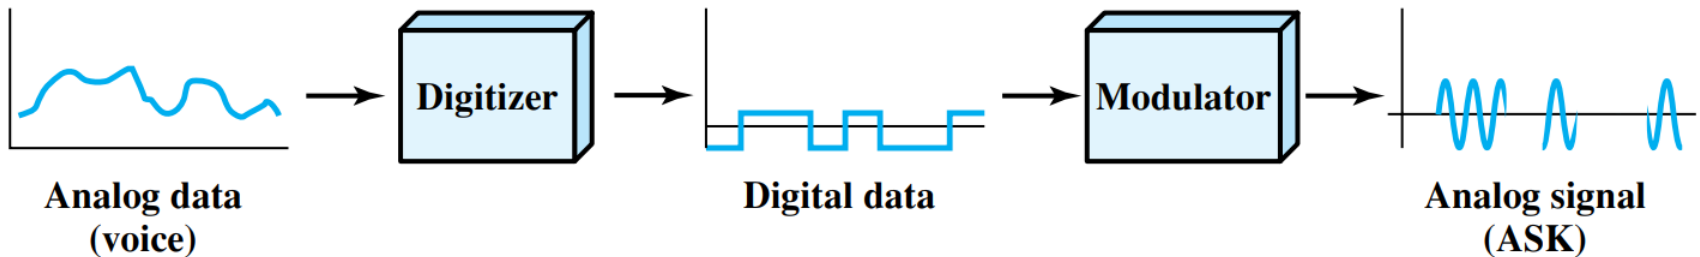 Digitizer
Modulator
Analog data
(voice)
Digital data
Analog signal
(ASK)